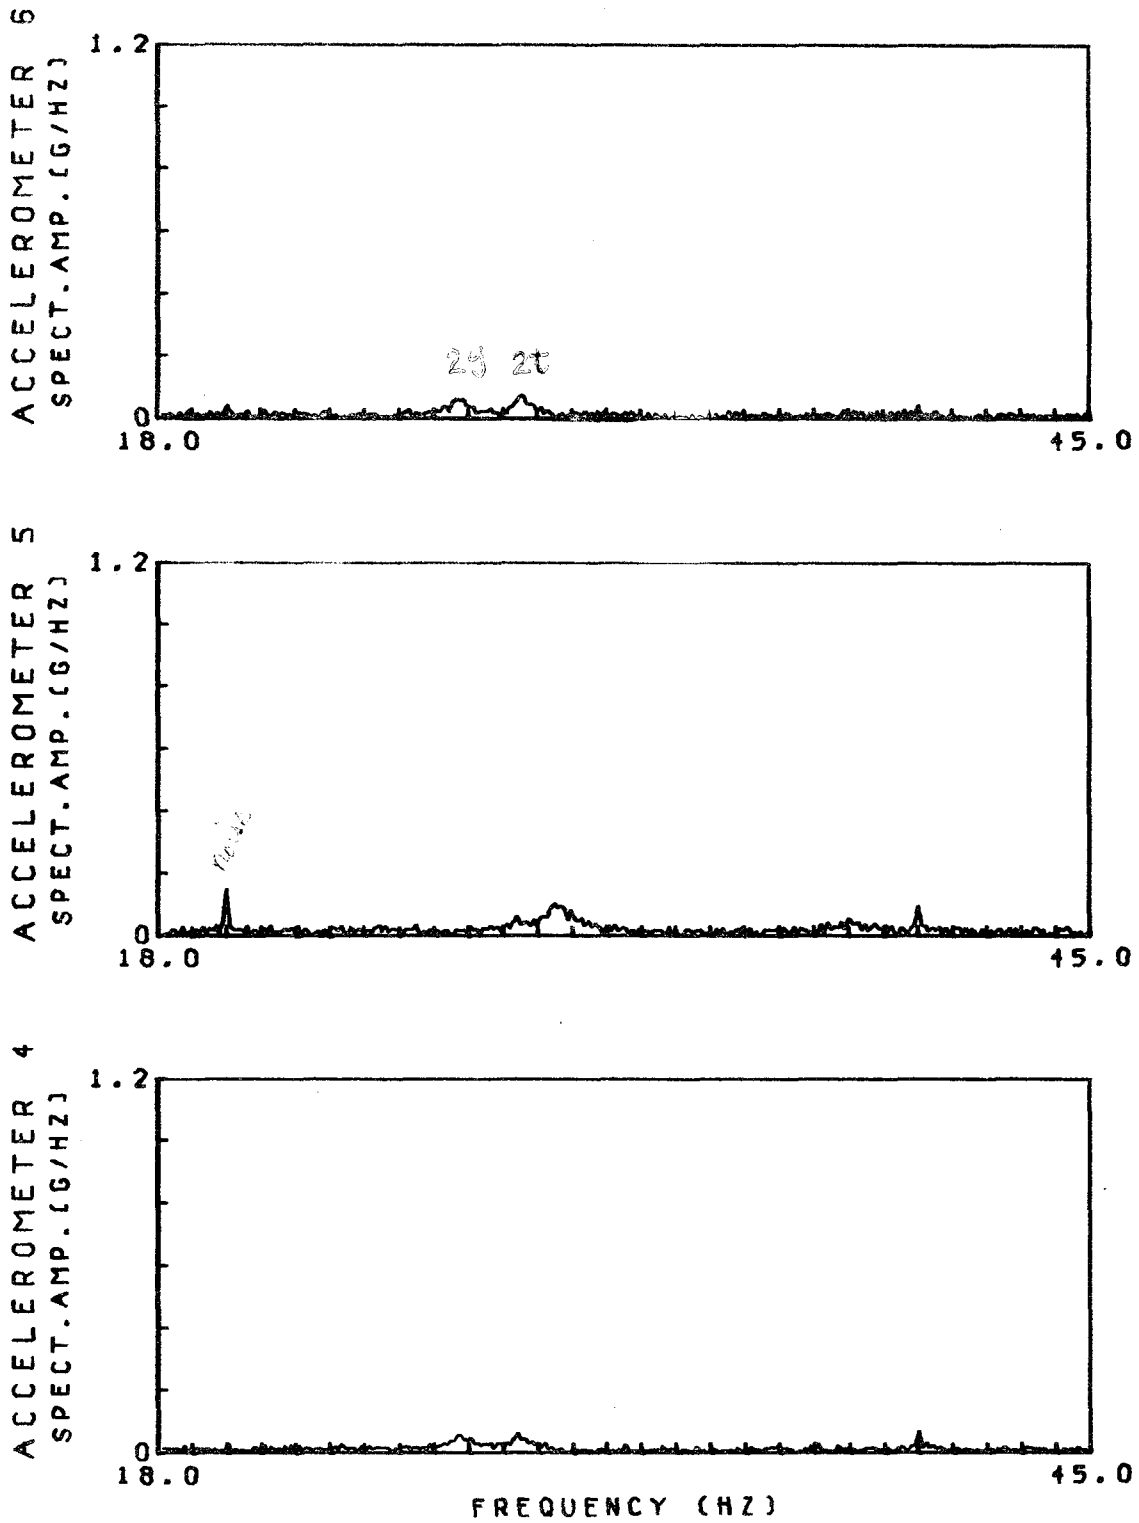 ACCELEROMETER 6
SPECT.AMP.(G/HZ)
1.2
2y 2t
0
18.0 45.0
ACCELEROMETER 5
SPECT.AMP.(G/HZ)
1.2
noise
0
18.0 45.0
ACCELEROMETER 4
SPECT.AMP.(G/HZ)
1.2
0
18.0 45.0
FREQUENCY (HZ)